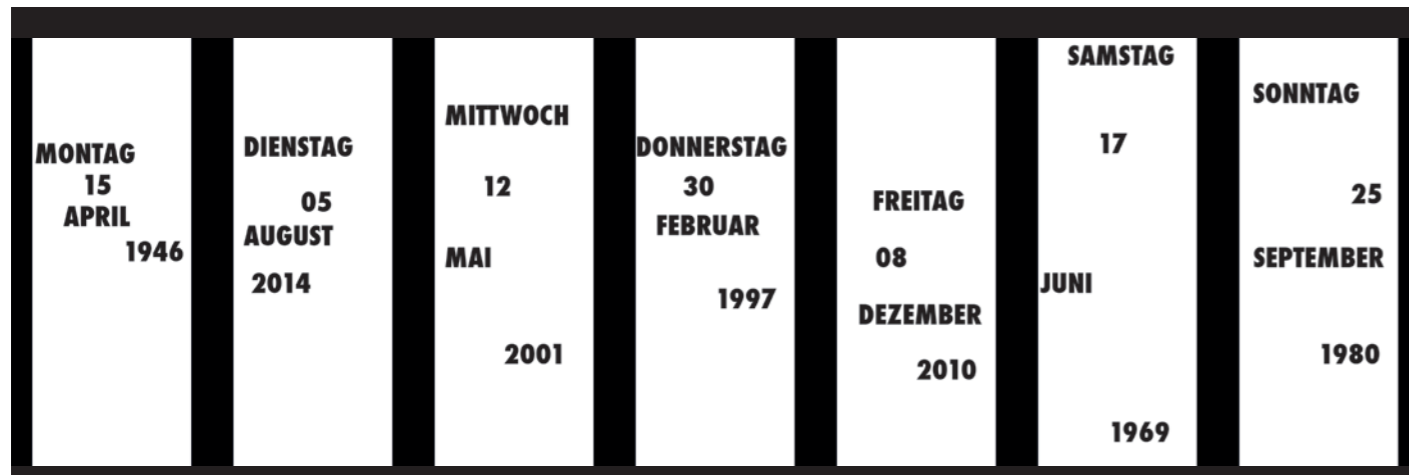 MONTAG
15
APRIL
1946
DIENSTAG
05
AUGUST
2014
MITTWOCH
12
MAI
2001
DONNERSTAG
30
FEBRUAR
1997
FREITAG
08
DEZEMBER
2010
SAMSTAG
17
JUNI
1969
SONNTAG
25
SEPTEMBER
1980